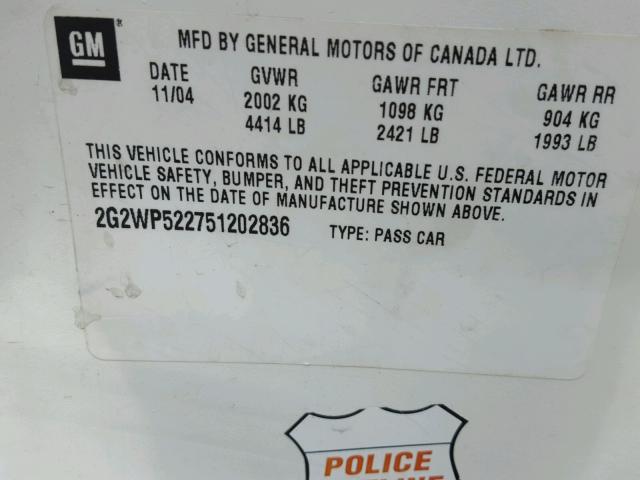 GM
MFD BY GENERAL MOTORS OF CANADA LTD.
DATE GVWR GAWR FRT GAWR RR
11/04 2002 KG 1098 KG 904 KG
4414 LB 2421 LB 1993 LB
THIS VEHICLE CONFORMS TO ALL APPLICABLE U.S. FEDERAL MOTOR
VEHICLE SAFETY, BUMPER, AND THEFT PREVENTION STANDARDS IN
EFFECT ON THE DATE OF MANUFACTURE SHOWN ABOVE.
2G2WP522751202836 TYPE: PASS CAR
POLICE